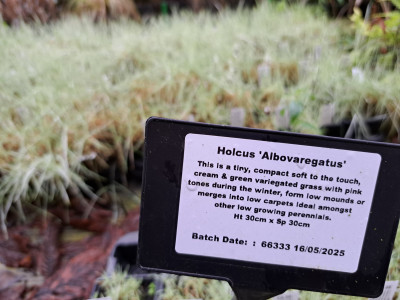 Holcus 'Albovaregatus'
This is a tiny, compact soft to the touch,
cream & green variegated grass with pink
tones during the winter, form low mounds or
merges into low carpets ideal amongst
other low growing perennials.
Ht 30cm x Sp 30cm
Batch Date: : 66333 16/05/2025